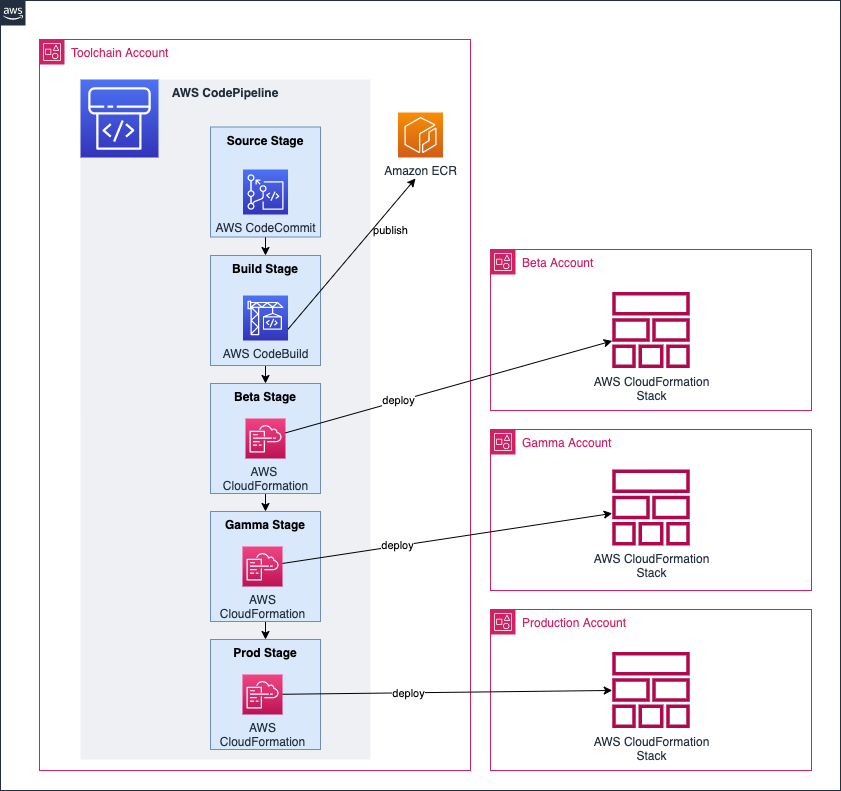 aws
Toolchain Account
AWS CodePipeline
Source Stage
AWS CodeCommit
Amazon ECR
publish
Build Stage
AWS CodeBuild
Beta Stage
AWS
CloudFormation
deploy
Gamma Stage
AWS
CloudFormation
deploy
Prod Stage
AWS
CloudFormation
deploy
Beta Account
AWS CloudFormation
Stack
Gamma Account
AWS CloudFormation
Stack
Production Account
AWS CloudFormation
Stack